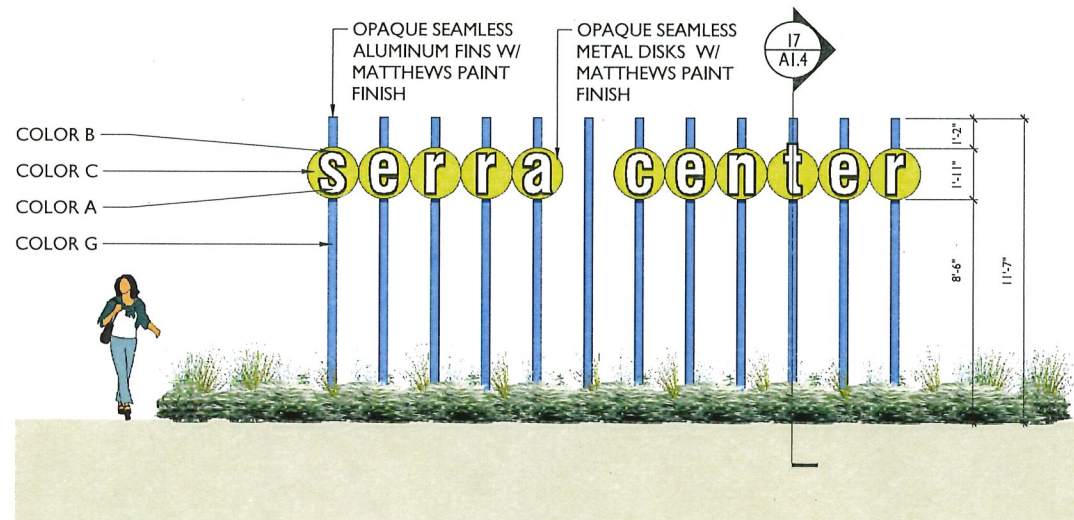 OPAQUE SEAMLESS
ALUMINUM FINS W/
MATTHEWS PAINT
FINISH
OPAQUE SEAMLESS
METAL DISKS W/
MATTHEWS PAINT
FINISH
17
A1.4
COLOR B
COLOR C
COLOR A
COLOR G
serra center
1'-2"
1'-11"
8'-6"
11'-7"